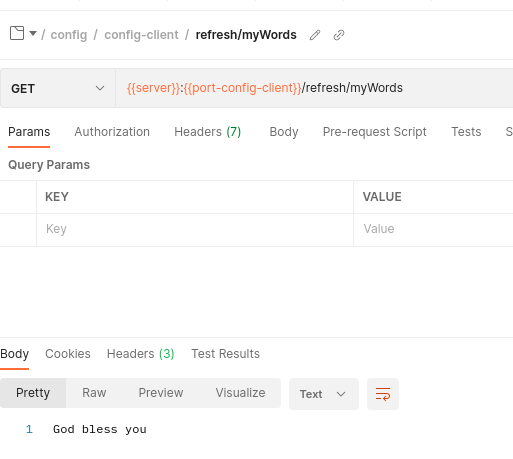 / config / config-client / refresh/myWords
GET {{server}}:{{port-config-client}}/refresh/myWords
Params Authorization Headers (7) Body Pre-request Script Tests S
Query Params
KEY VALUE
Key Value
Body Cookies Headers (3) Test Results
Pretty Raw Preview Visualize Text
1 God bless you